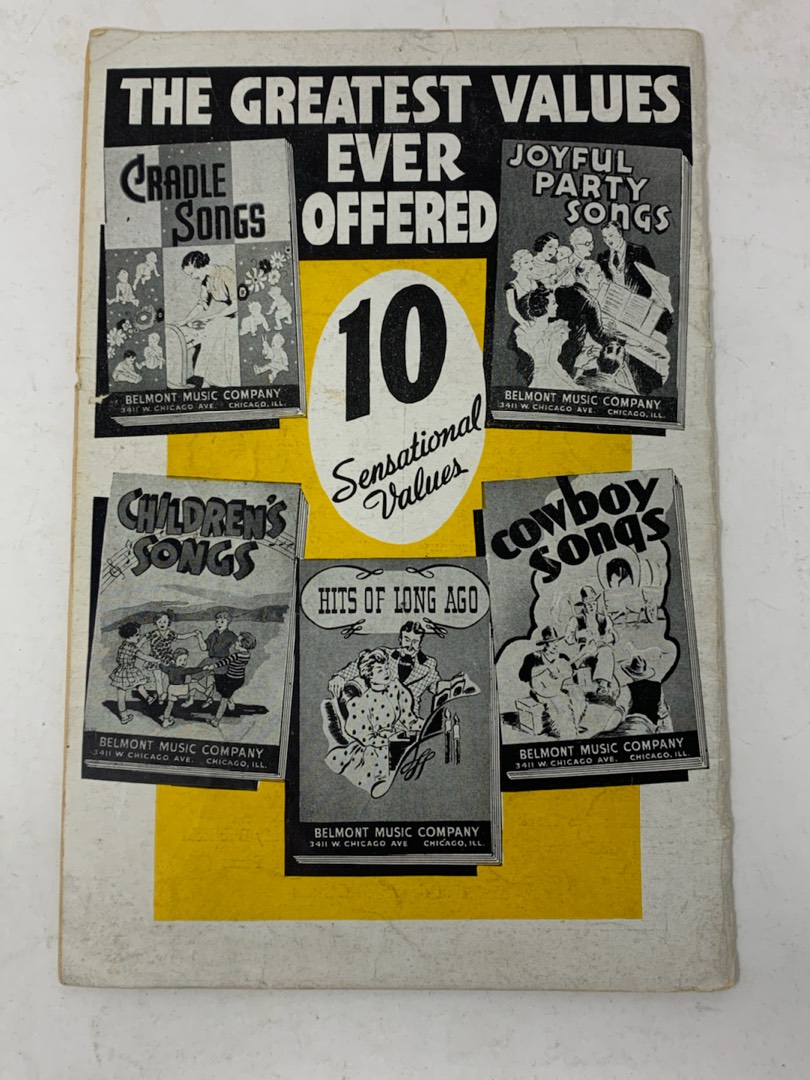 THE GREATEST VALUES
EVER
OFFERED
CRADLE
SONGS
BELMONT MUSIC COMPANY
3411 W. CHICAGO AVE. CHICAGO, ILL.
JOYFUL
PARTY
SONGS
BELMONT MUSIC COMPANY
3411 W. CHICAGO AVE. CHICAGO, ILL.
10
Sensational
Values
CHILDREN'S
SONGS
BELMONT MUSIC COMPANY
3411 W. CHICAGO AVE. CHICAGO, ILL.
HITS OF LONG AGO
BELMONT MUSIC COMPANY
3411 W. CHICAGO AVE CHICAGO, ILL.
COWBOY
SONGS
BELMONT MUSIC COMPANY
3411 W. CHICAGO AVE. CHICAGO, ILL.